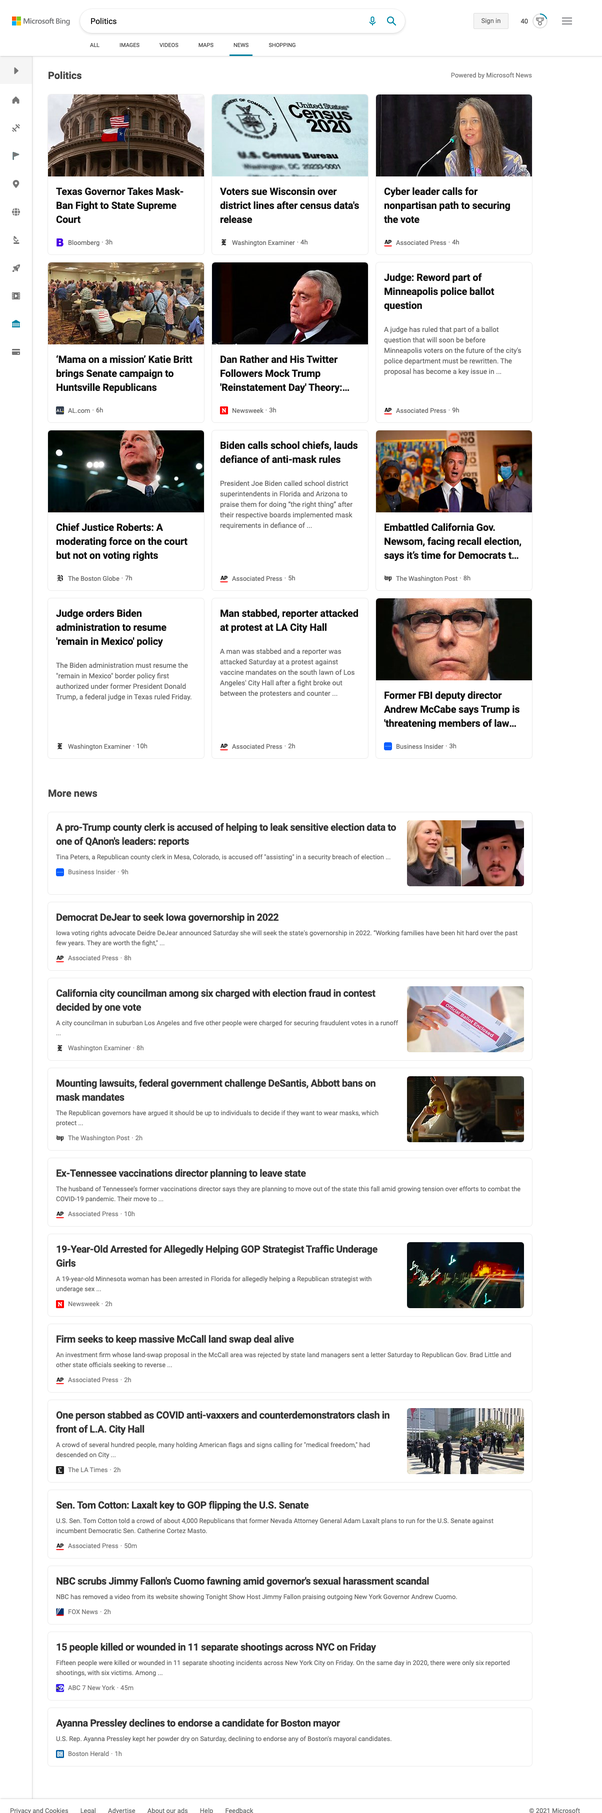 Microsoft Bing
Politics
Sign in
40
ALL
IMAGES
VIDEOS
MAPS
NEWS
SHOPPING
Politics
Powered by Microsoft News
Texas Governor Takes Mask-
Ban Fight to State Supreme
Court
Bloomberg · 3h
United States®
Census
2020
U.S. Census Bureau
Voters sue Wisconsin over
district lines after census data's
release
Washington Examiner · 4h
Cyber leader calls for
nonpartisan path to securing
the vote
AP Associated Press · 4h
'Mama on a mission' Katie Britt
brings Senate campaign to
Huntsville Republicans
AL.com · 6h
Dan Rather and His Twitter
Followers Mock Trump
'Reinstatement Day' Theory:...
N Newsweek · 3h
Judge: Reword part of
Minneapolis police ballot
question
A judge has ruled that part of a ballot
question that will soon be before
Minneapolis voters on the future of the city's
police department must be rewritten. The
proposal has become a key issue in ...
AP Associated Press · 9h
Chief Justice Roberts: A
moderating force on the court
but not on voting rights
The Boston Globe · 7h
Biden calls school chiefs, lauds
defiance of anti-mask rules
President Joe Biden called school district
superintendents in Florida and Arizona to
praise them for doing "the right thing" after
their respective boards implemented mask
requirements in defiance of ...
AP Associated Press · 5h
Embattled California Gov.
Newsom, facing recall election,
says it's time for Democrats t...
wp The Washington Post · 8h
Judge orders Biden
administration to resume
'remain in Mexico' policy
The Biden administration must resume the
"remain in Mexico" border policy first
authorized under former President Donald
Trump, a federal judge in Texas ruled Friday.
Washington Examiner · 10h
Man stabbed, reporter attacked
at protest at LA City Hall
A man was stabbed and a reporter was
attacked Saturday at a protest against
vaccine mandates on the south lawn of Los
Angeles' City Hall after a fight broke out
between the protesters and counter ...
AP Associated Press · 2h
Former FBI deputy director
Andrew McCabe says Trump is
'threatening members of law...
Business Insider · 3h
More news
A pro-Trump county clerk is accused of helping to leak sensitive election data to
one of QAnon's leaders: reports
Tina Peters, a Republican county clerk in Mesa, Colorado, is accused off "assisting" in a security breach of election ...
Business Insider · 9h
Democrat DeJear to seek Iowa governorship in 2022
Iowa voting rights advocate Deidre DeJear announced Saturday she will seek the state's governorship in 2022. "Working families have been hit hard over the past
few years. They are worth the fight," ...
AP Associated Press · 8h
California city councilman among six charged with election fraud in contest
decided by one vote
A city councilman in suburban Los Angeles and five other people were charged for securing fraudulent votes in a runoff
...
Washington Examiner · 8h
Official Ballot Enclosed
Mounting lawsuits, federal government challenge DeSantis, Abbott bans on
mask mandates
The Republican governors have argued it should be up to individuals to decide if they want to wear masks, which
protect ...
wp The Washington Post · 2h
Ex-Tennessee vaccinations director planning to leave state
The husband of Tennessee's former vaccinations director says they are planning to move out of the state this fall amid growing tension over efforts to combat the
COVID-19 pandemic. Their move to ...
AP Associated Press · 10h
19-Year-Old Arrested for Allegedly Helping GOP Strategist Traffic Underage
Girls
A 19-year-old Minnesota woman has been arrested in Florida for allegedly helping a Republican strategist with
underage sex ...
N Newsweek · 2h
Firm seeks to keep massive McCall land swap deal alive
An investment firm whose land-swap proposal in the McCall area was rejected by state land managers sent a letter Saturday to Republican Gov. Brad Little and
other state officials seeking to reverse ...
AP Associated Press · 2h
One person stabbed as COVID anti-vaxxers and counterdemonstrators clash in
front of L.A. City Hall
A crowd of several hundred people, many holding American flags and signs calling for "medical freedom," had
descended on City ...
The LA Times · 2h
Sen. Tom Cotton: Laxalt key to GOP flipping the U.S. Senate
U.S. Sen. Tom Cotton told a crowd of about 4,000 Republicans that former Nevada Attorney General Adam Laxalt plans to run for the U.S. Senate against
incumbent Democratic Sen. Catherine Cortez Masto.
AP Associated Press · 50m
NBC scrubs Jimmy Fallon's Cuomo fawning amid governor's sexual harassment scandal
NBC has removed a video from its website showing Tonight Show Host Jimmy Fallon praising outgoing New York Governor Andrew Cuomo.
FOX News · 2h
15 people killed or wounded in 11 separate shootings across NYC on Friday
Fifteen people were killed or wounded in 11 separate shooting incidents across New York City on Friday. On the same day in 2020, there were only six reported
shootings, with six victims. Among ...
ABC 7 New York · 45m
Ayanna Pressley declines to endorse a candidate for Boston mayor
U.S. Rep. Ayanna Pressley kept her powder dry on Saturday, declining to endorse any of Boston's mayoral candidates.
Boston Herald · 1h
Privacy and Cookies
Legal
Advertise
About our ads
Help
Feedback
© 2021 Microsoft